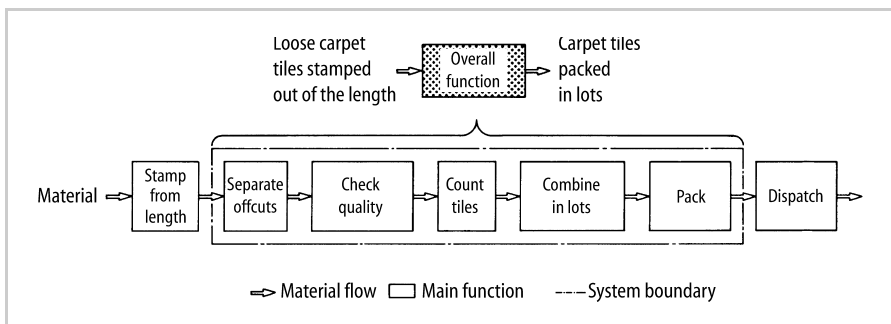 Loose carpet
tiles stamped
out of the length
Overall
function
Carpet tiles
packed
in lots
Material
Stamp
from
length
Separate
offcuts
Check
quality
Count
tiles
Combine
in lots
Pack
Dispatch
Material flow
Main function
System boundary